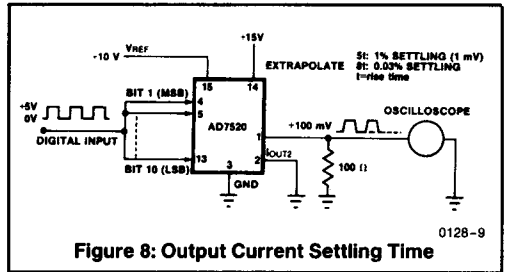 +15V
VREF
-10 V
EXTRAPOLATE
5t: 1% SETTLING (1 mV)
8t: 0.03% SETTLING
t=rise time
15
14
BIT 1 (MSB)
4
OSCILLOSCOPE
+5V
0V
5
AD7520
+100 mV
1
DIGITAL INPUT
IOUT2
2
100 Ω
BIT 10 (LSB)
13
3
GND
0128-9
Figure 8: Output Current Settling Time